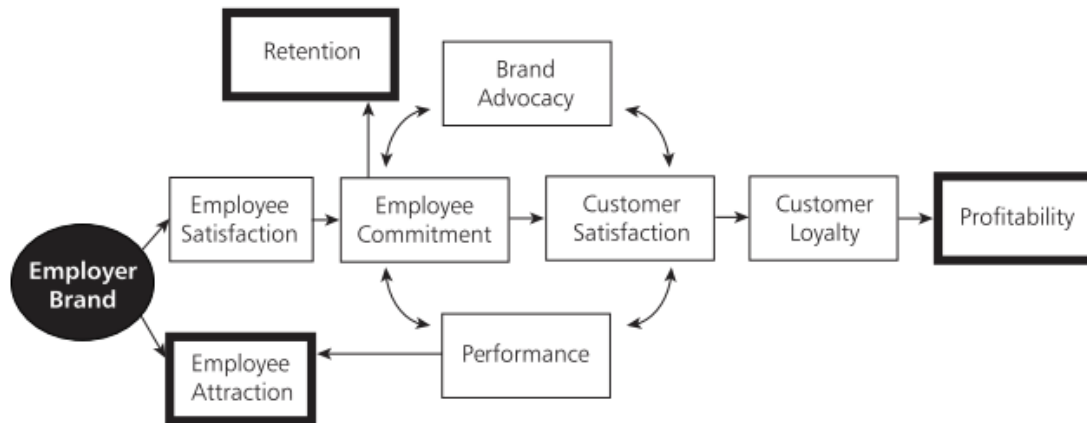 Retention
Brand
Advocacy
Employee
Satisfaction
Employee
Commitment
Customer
Satisfaction
Customer
Loyalty
Profitability
Employer
Brand
Employee
Attraction
Performance